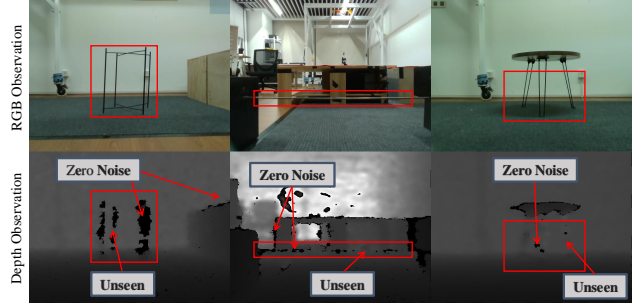 RGB Observation
Depth Observation
Zero Noise
Unseen
Zero Noise
Unseen
Zero Noise
Unseen